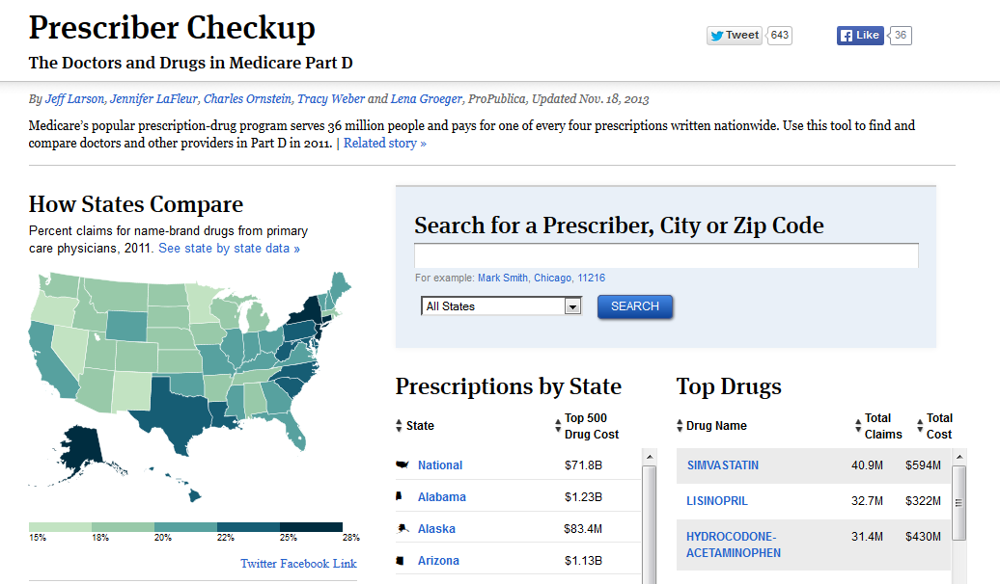 Prescriber Checkup
The Doctors and Drugs in Medicare Part D
Tweet 643
Like 36
By Jeff Larson, Jennifer LaFleur, Charles Ornstein, Tracy Weber and Lena Groeger, ProPublica, Updated Nov. 18, 2013
Medicare's popular prescription-drug program serves 36 million people and pays for one of every four prescriptions written nationwide. Use this tool to find and
compare doctors and other providers in Part D in 2011. | Related story »
How States Compare
Percent claims for name-brand drugs from primary
care physicians, 2011. See state by state data »
15% 18% 20% 22% 25% 28%
Twitter Facebook Link
Search for a Prescriber, City or Zip Code
For example: Mark Smith, Chicago, 11216
All States
SEARCH
Prescriptions by State
State
Top 500
Drug Cost
National $71.8B
Alabama $1.23B
Alaska $83.4M
Arizona $1.13B
Top Drugs
Drug Name
Total
Claims
Total
Cost
SIMVASTATIN 40.9M $594M
LISINOPRIL 32.7M $322M
HYDROCODONE- 31.4M $430M
ACETAMINOPHEN